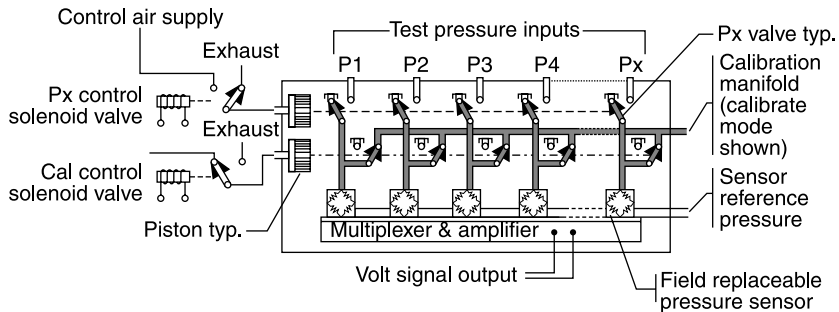 Control air supply
Test pressure inputs
Exhaust
P1 P2 P3 P4 Px
Px valve typ.
Calibration
manifold
(calibrate
mode
shown)
Px control
solenoid valve
Exhaust
Cal control
solenoid valve
Sensor
reference
pressure
Piston typ.
Multiplexer & amplifier
Volt signal output
Field replaceable
pressure sensor